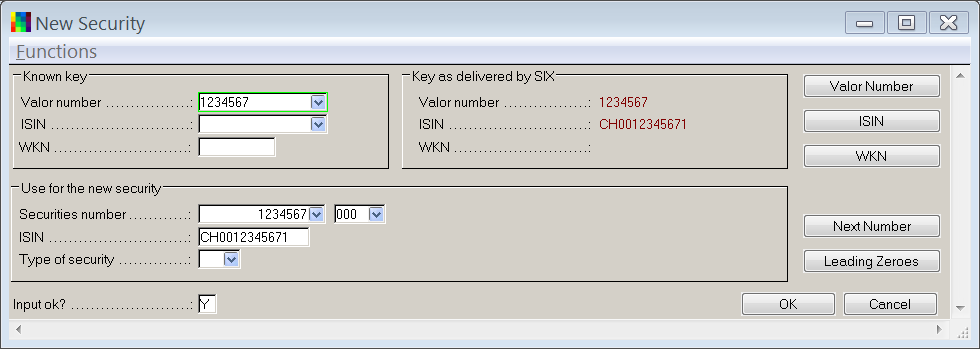 New Security
Functions
Known key
Valor number ...............: 1234567
ISIN .........................:
WKN .........................:
Key as delivered by SIX
Valor number ...............: 1234567
ISIN .........................: CH0012345671
WKN .........................:
Valor Number
ISIN
WKN
Use for the new security
Securities number ...........: 1234567 000
ISIN .........................: CH0012345671
Type of security .............:
Next Number
Leading Zeroes
Input ok? .....................: Y
OK
Cancel